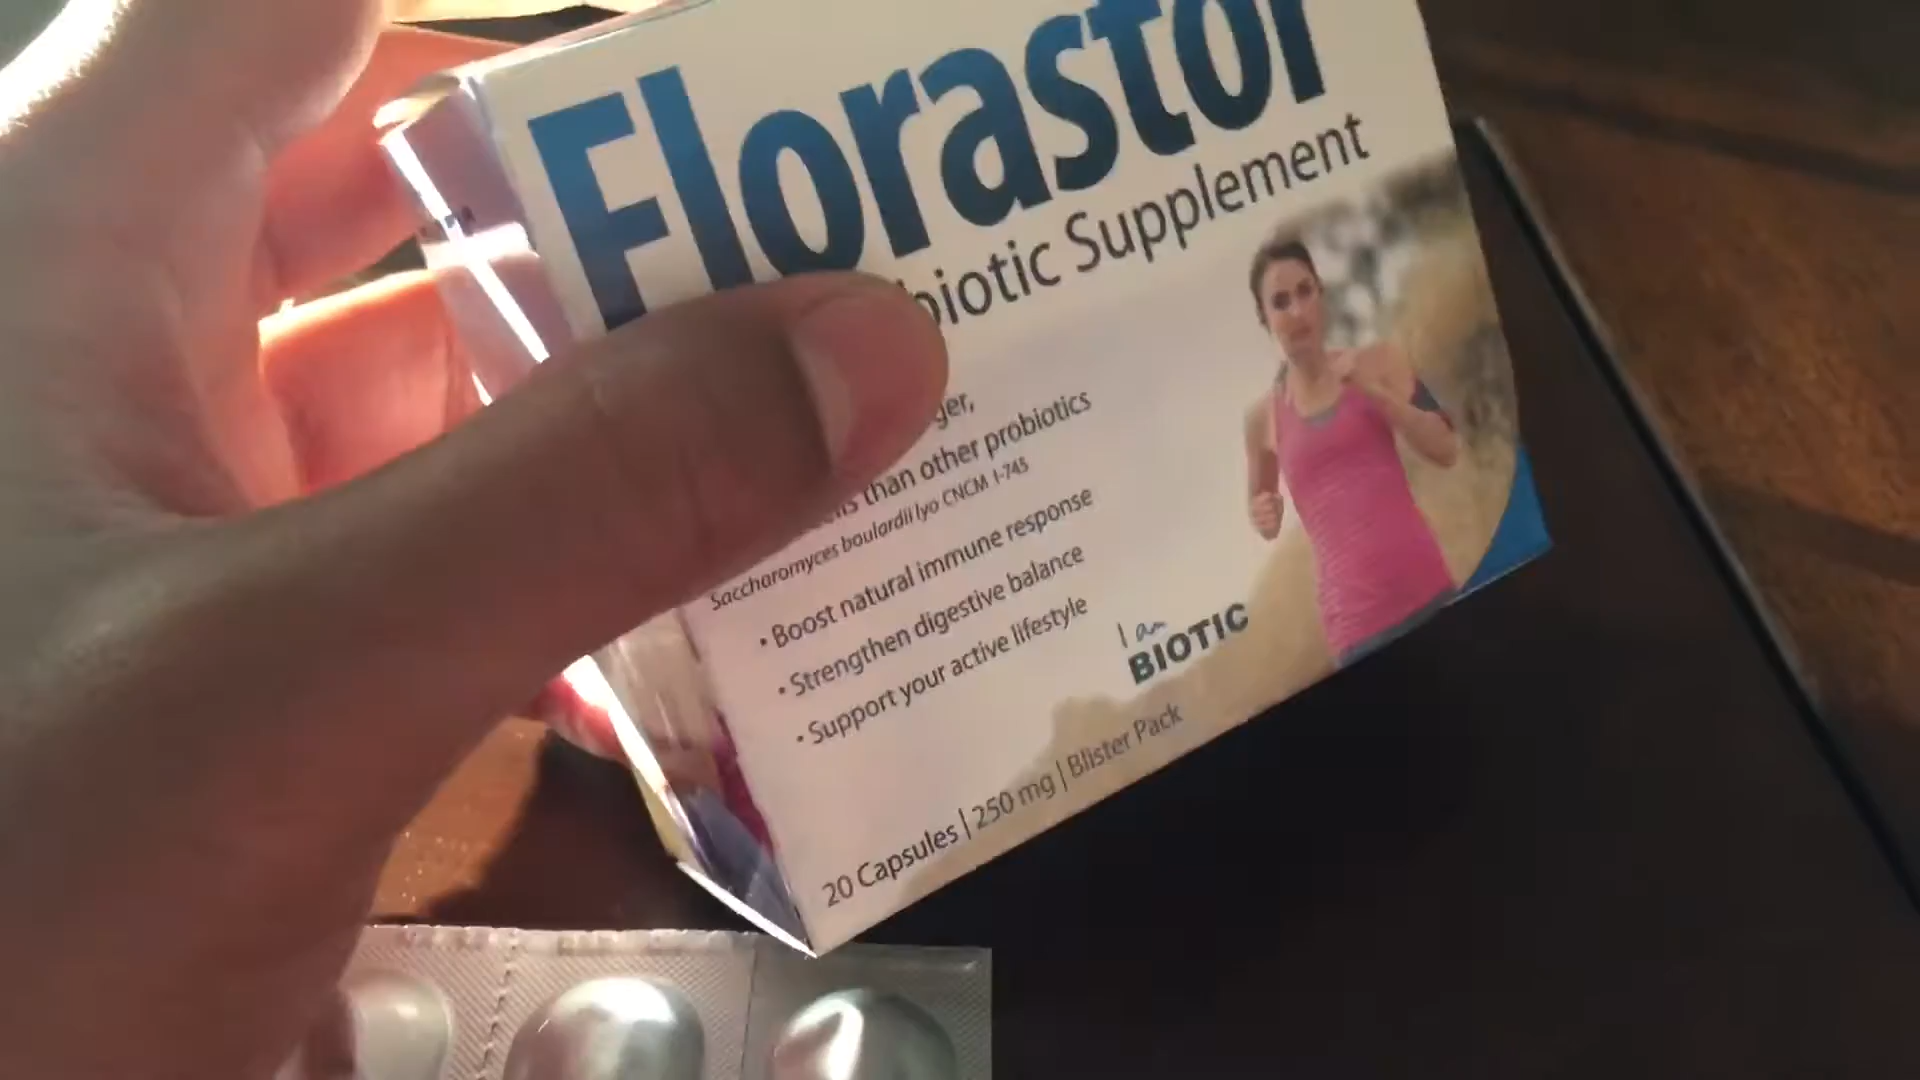 Florastor
biotic Supplement
ger,
than other probiotics
Saccharomyces boulardii lyo CNCM I-745
• Boost natural immune response
• Strengthen digestive balance
• Support your active lifestyle
I am
BIOTIC
20 Capsules | 250 mg | Blister Pack